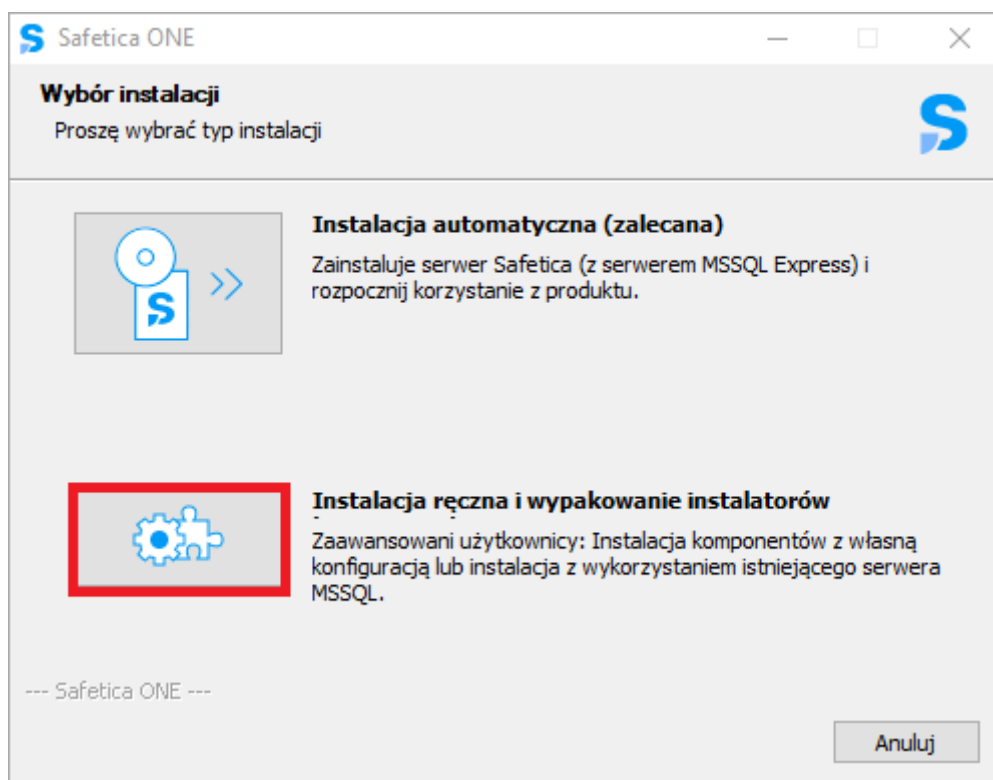 Safetica ONE
Wybór instalacji
Proszę wybrać typ instalacji
Instalacja automatyczna (zalecana)
Zainstaluje serwer Safetica (z serwerem MSSQL Express) i
rozpocznij korzystanie z produktu.
Instalacja ręczna i wypakowanie instalatorów
Zaawansowani użytkownicy: Instalacja komponentów z własną
konfiguracją lub instalacja z wykorzystaniem istniejącego serwera
MSSQL.
--- Safetica ONE ---
Anuluj